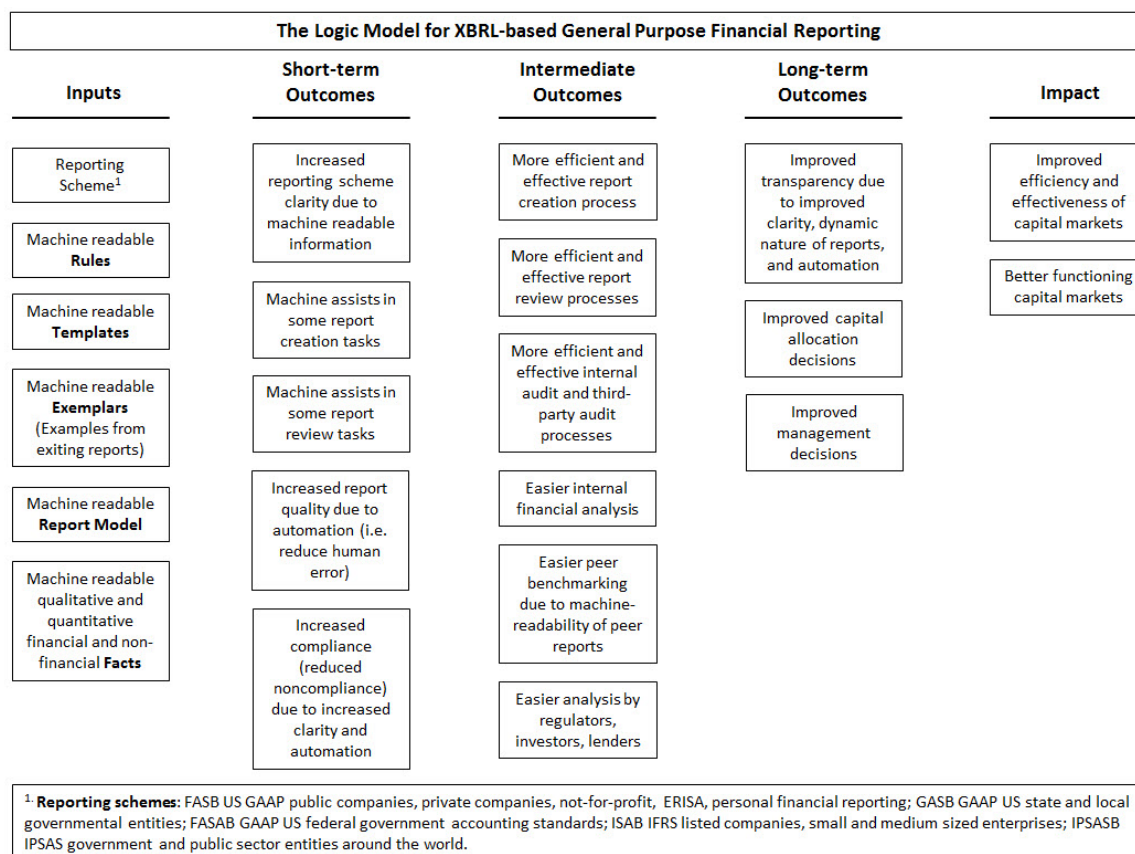 The Logic Model for XBRL-based General Purpose Financial Reporting
Inputs
Reporting
Scheme1
Machine readable
Rules
Machine readable
Templates
Machine readable
Exemplars
(Examples from
exiting reports)
Machine readable
Report Model
Machine readable
qualitative and
quantitative
financial and non-
financial Facts
Short-term
Outcomes
Increased
reporting scheme
clarity due to
machine readable
information
Machine assists in
some report
creation tasks
Machine assists in
some report
review tasks
Increased report
quality due to
automation (i.e.
reduce human
error)
Increased
compliance
(reduced
noncompliance)
due to increased
clarity and
automation
Intermediate
Outcomes
More efficient and
effective report
creation process
More efficient and
effective report
review processes
More efficient and
effective internal
audit and third-
party audit
processes
Easier internal
financial analysis
Easier peer
benchmarking
due to machine-
readability of peer
reports
Easier analysis by
regulators,
investors, lenders
Long-term
Outcomes
Improved
transparency due
to improved
clarity, dynamic
nature of reports,
and automation
Improved capital
allocation
decisions
Improved
management
decisions
Impact
Improved
efficiency and
effectiveness of
capital markets
Better functioning
capital markets
1. Reporting schemes: FASB US GAAP public companies, private companies, not-for-profit, ERISA, personal financial reporting; GASB GAAP US state and local
governmental entities; FASAB GAAP US federal government accounting standards; ISAB IFRS listed companies, small and medium sized enterprises; IPSASB
IPSAS government and public sector entities around the world.